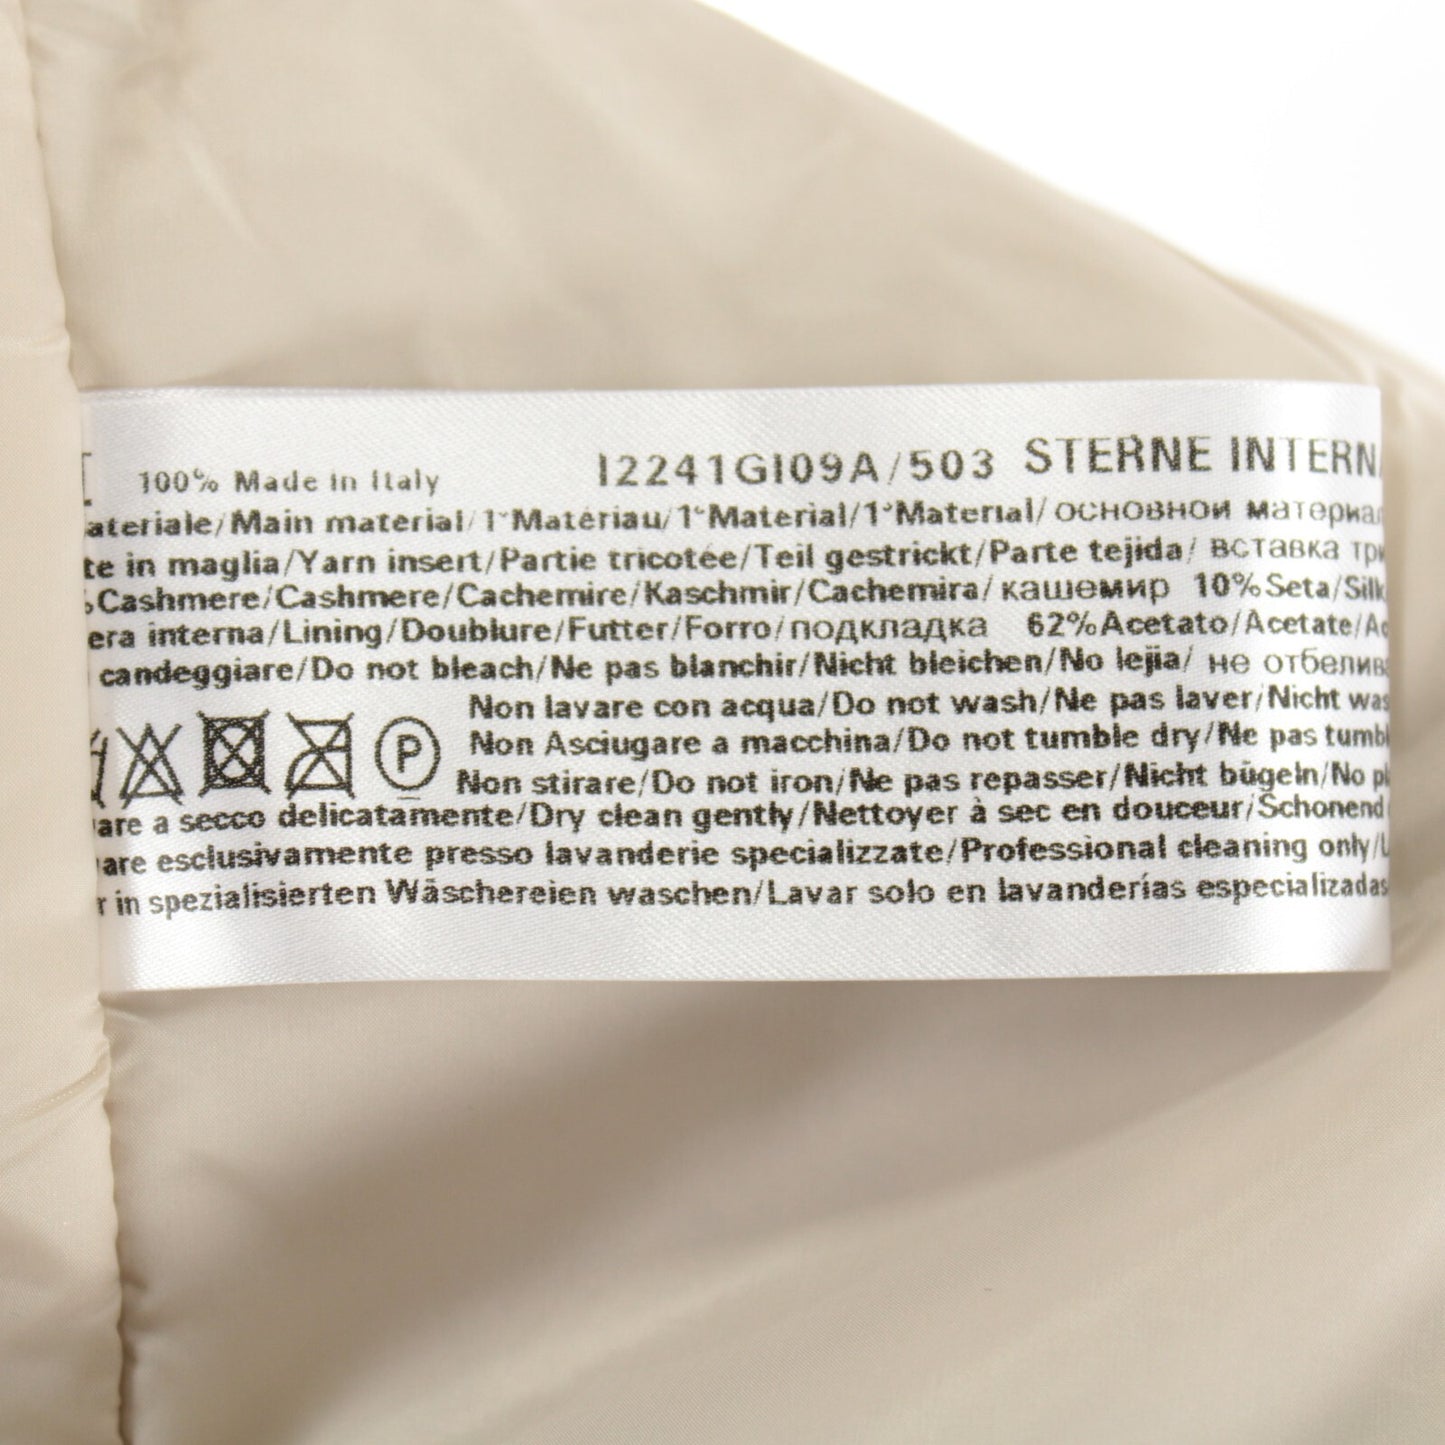 100% Made in Italy I2241GI09A/503 STERNE INTERN
ateriale/Main material/1°Matériau/1°Material/1°Material/основной материал
te in maglia/Yarn insert/Partie tricotée/Teil gestrickt/Parte tejida/ вставка три
%Cashmere/Cashmere/Cachemire/Kaschmir/Cachemira/кашемир 10%Seta/Silk
era interna/Lining/Doublure/Futter/Forro/подкладка 62%Acetato/Acetate/Ac
candeggiare/Do not bleach/Ne pas blanchir/Nicht bleichen/No lejia/ не отбелива
Non lavare con acqua/Do not wash/Ne pas laver/Nicht was
Non Asciugare a macchina/Do not tumble dry/Ne pas tumbl
P Non stirare/Do not iron/Ne pas repasser/Nicht bügeln/No pl
are a secco delicatamente/Dry clean gently/Nettoyer à sec en douceur/Schonend
are esclusivamente presso lavanderie specializzate/Professional cleaning only/U
r in spezialisierten Wäschereien waschen/Lavar solo en lavanderías especializadas